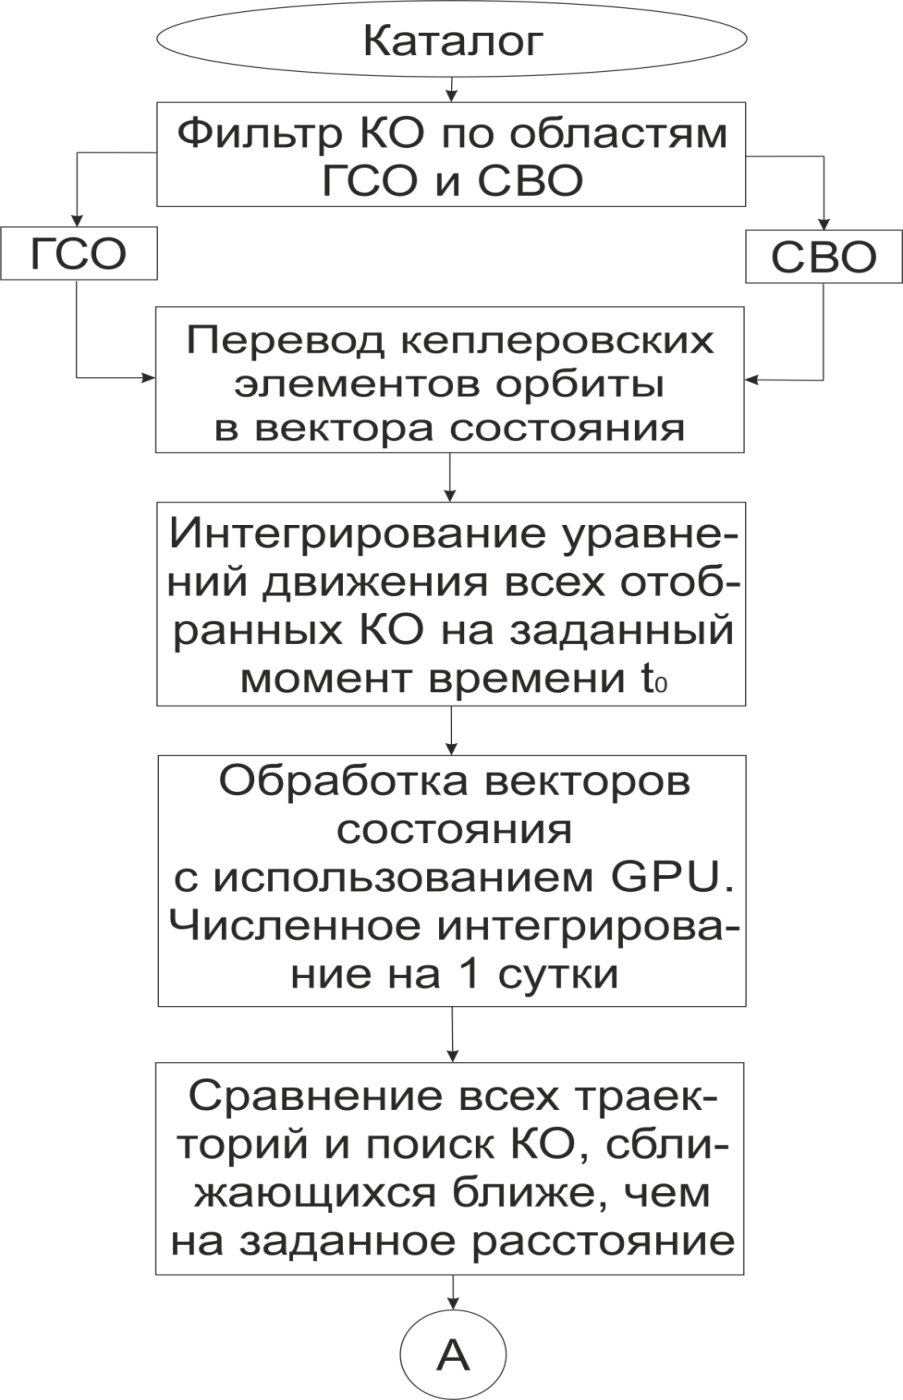 Каталог
Фильтр КО по областям
ГСО и СВО
ГСО
СВО
Перевод кеплеровских
элементов орбиты
в вектора состояния
Интегрирование уравне-
ний движения всех отоб-
ранных КО на заданный
момент времени t₀
Обработка векторов
состояния
с использованием GPU.
Численное интегрирова-
ние на 1 сутки
Сравнение всех траек-
торий и поиск КО, сбли-
жающихся ближе, чем
на заданное расстояние
А